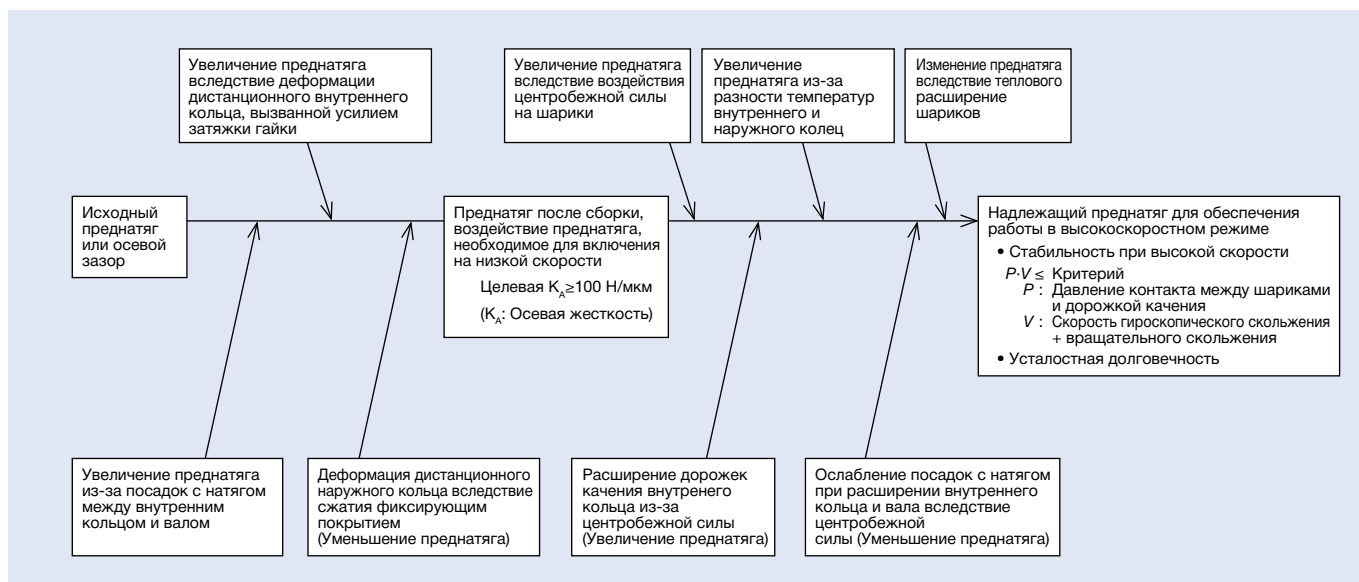 Увеличение преднатяга
вследствие деформации
дистанционного внутреннего
кольца, вызванной усилием
затяжки гайки
Увеличение преднатяга
вследствие воздействия
центробежной силы
на шарики
Увеличение
преднатяга из-за
разности температур
внутреннего и
наружного колец
Изменение преднатяга
вследствие теплового
расширение
шариков
Исходный
преднатяг
или осевой
зазор
Преднатяг после сборки,
воздействие преднатяга,
необходимое для включения
на низкой скорости
Целевая K_A≥100 Н/мкм
(K_A: Осевая жесткость)
Надлежащий преднатяг для обеспечения
работы в высокоскоростном режиме
• Стабильность при высокой скорости
P·V ≤ Критерий
P : Давление контакта между шариками
и дорожкой качения
V : Скорость гироскопического скольжения
+ вращательного скольжения
• Усталостная долговечность
Увеличение преднатяга
из-за посадок с натягом
между внутренним
кольцом и валом
Деформация дистанционного
наружного кольца вследствие
сжатия фиксирующим
покрытием
(Уменьшение преднатяга)
Расширение дорожек
качения внутренего
кольца из-за
центробежной силы
(Увеличение преднатяга)
Ослабление посадок с натягом
при расширении внутреннего
кольца и вала вследствие
центробежной
силы (Уменьшение преднатяга)